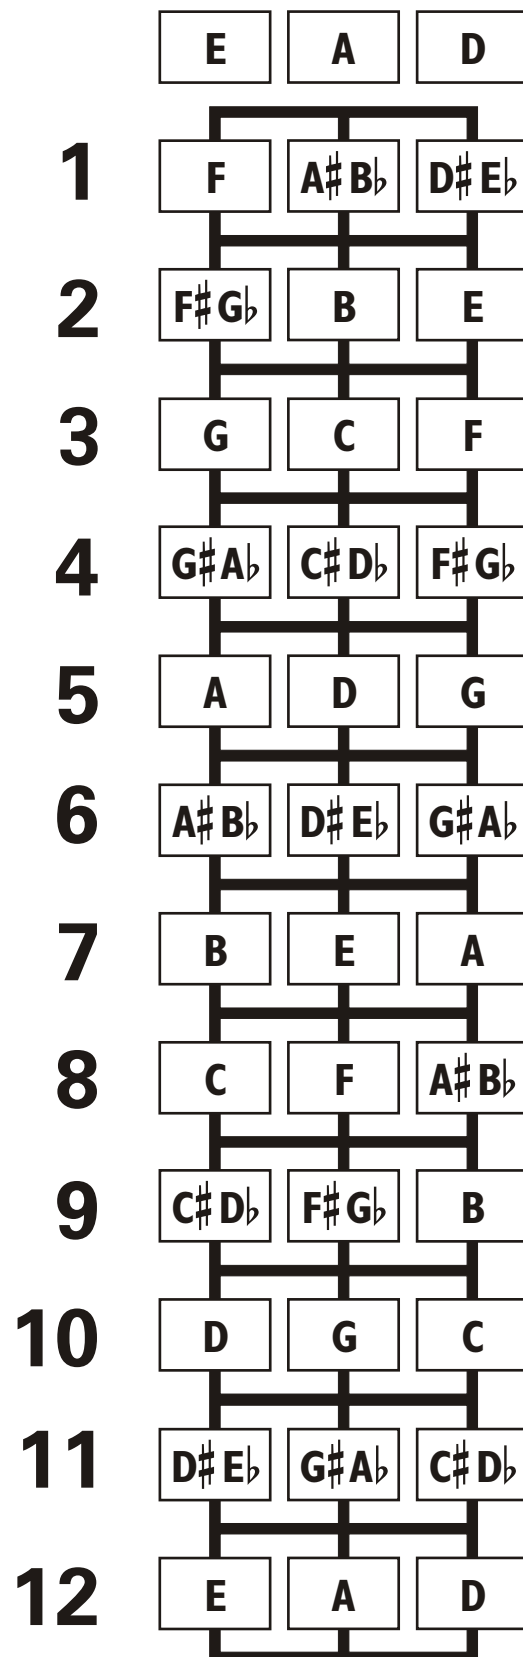 E A D
1 F A♯B♭ D♯E♭
2 F♯G♭ B E
3 G C F
4 G♯A♭ C♯D♭ F♯G♭
5 A D G
6 A♯B♭ D♯E♭ G♯A♭
7 B E A
8 C F A♯B♭
9 C♯D♭ F♯G♭ B
10 D G C
11 D♯E♭ G♯A♭ C♯D♭
12 E A D